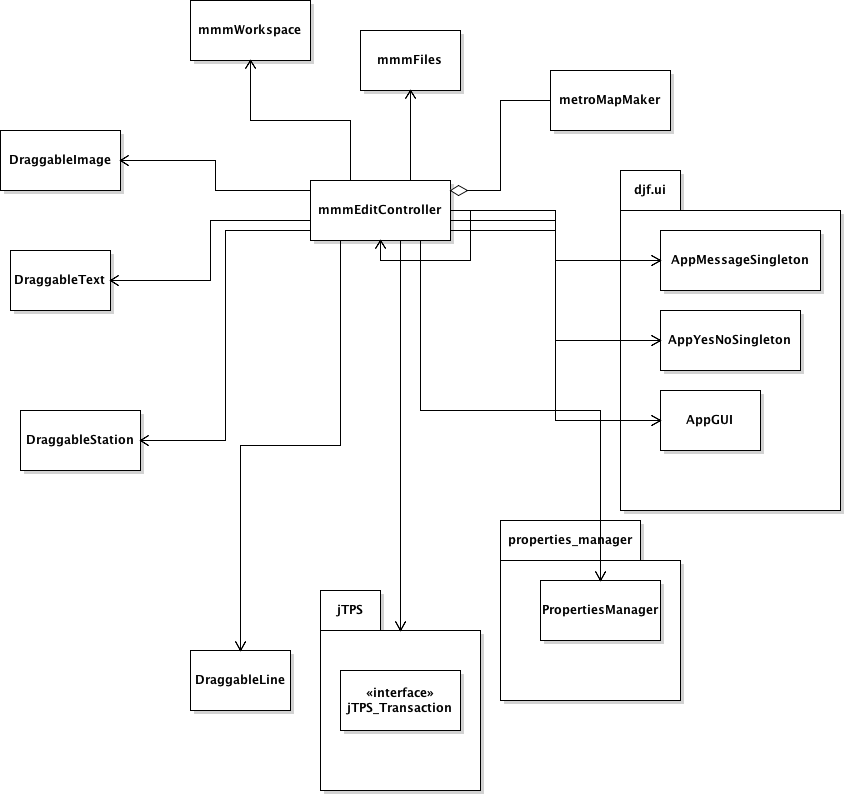 mmmWorkspace
mmmFiles
metroMapMaker
DraggableImage
djf.ui
mmmEditController
AppMessageSingleton
DraggableText
AppYesNoSingleton
AppGUI
DraggableStation
properties_manager
PropertiesManager
jTPS
DraggableLine
«interface»
jTPS_Transaction